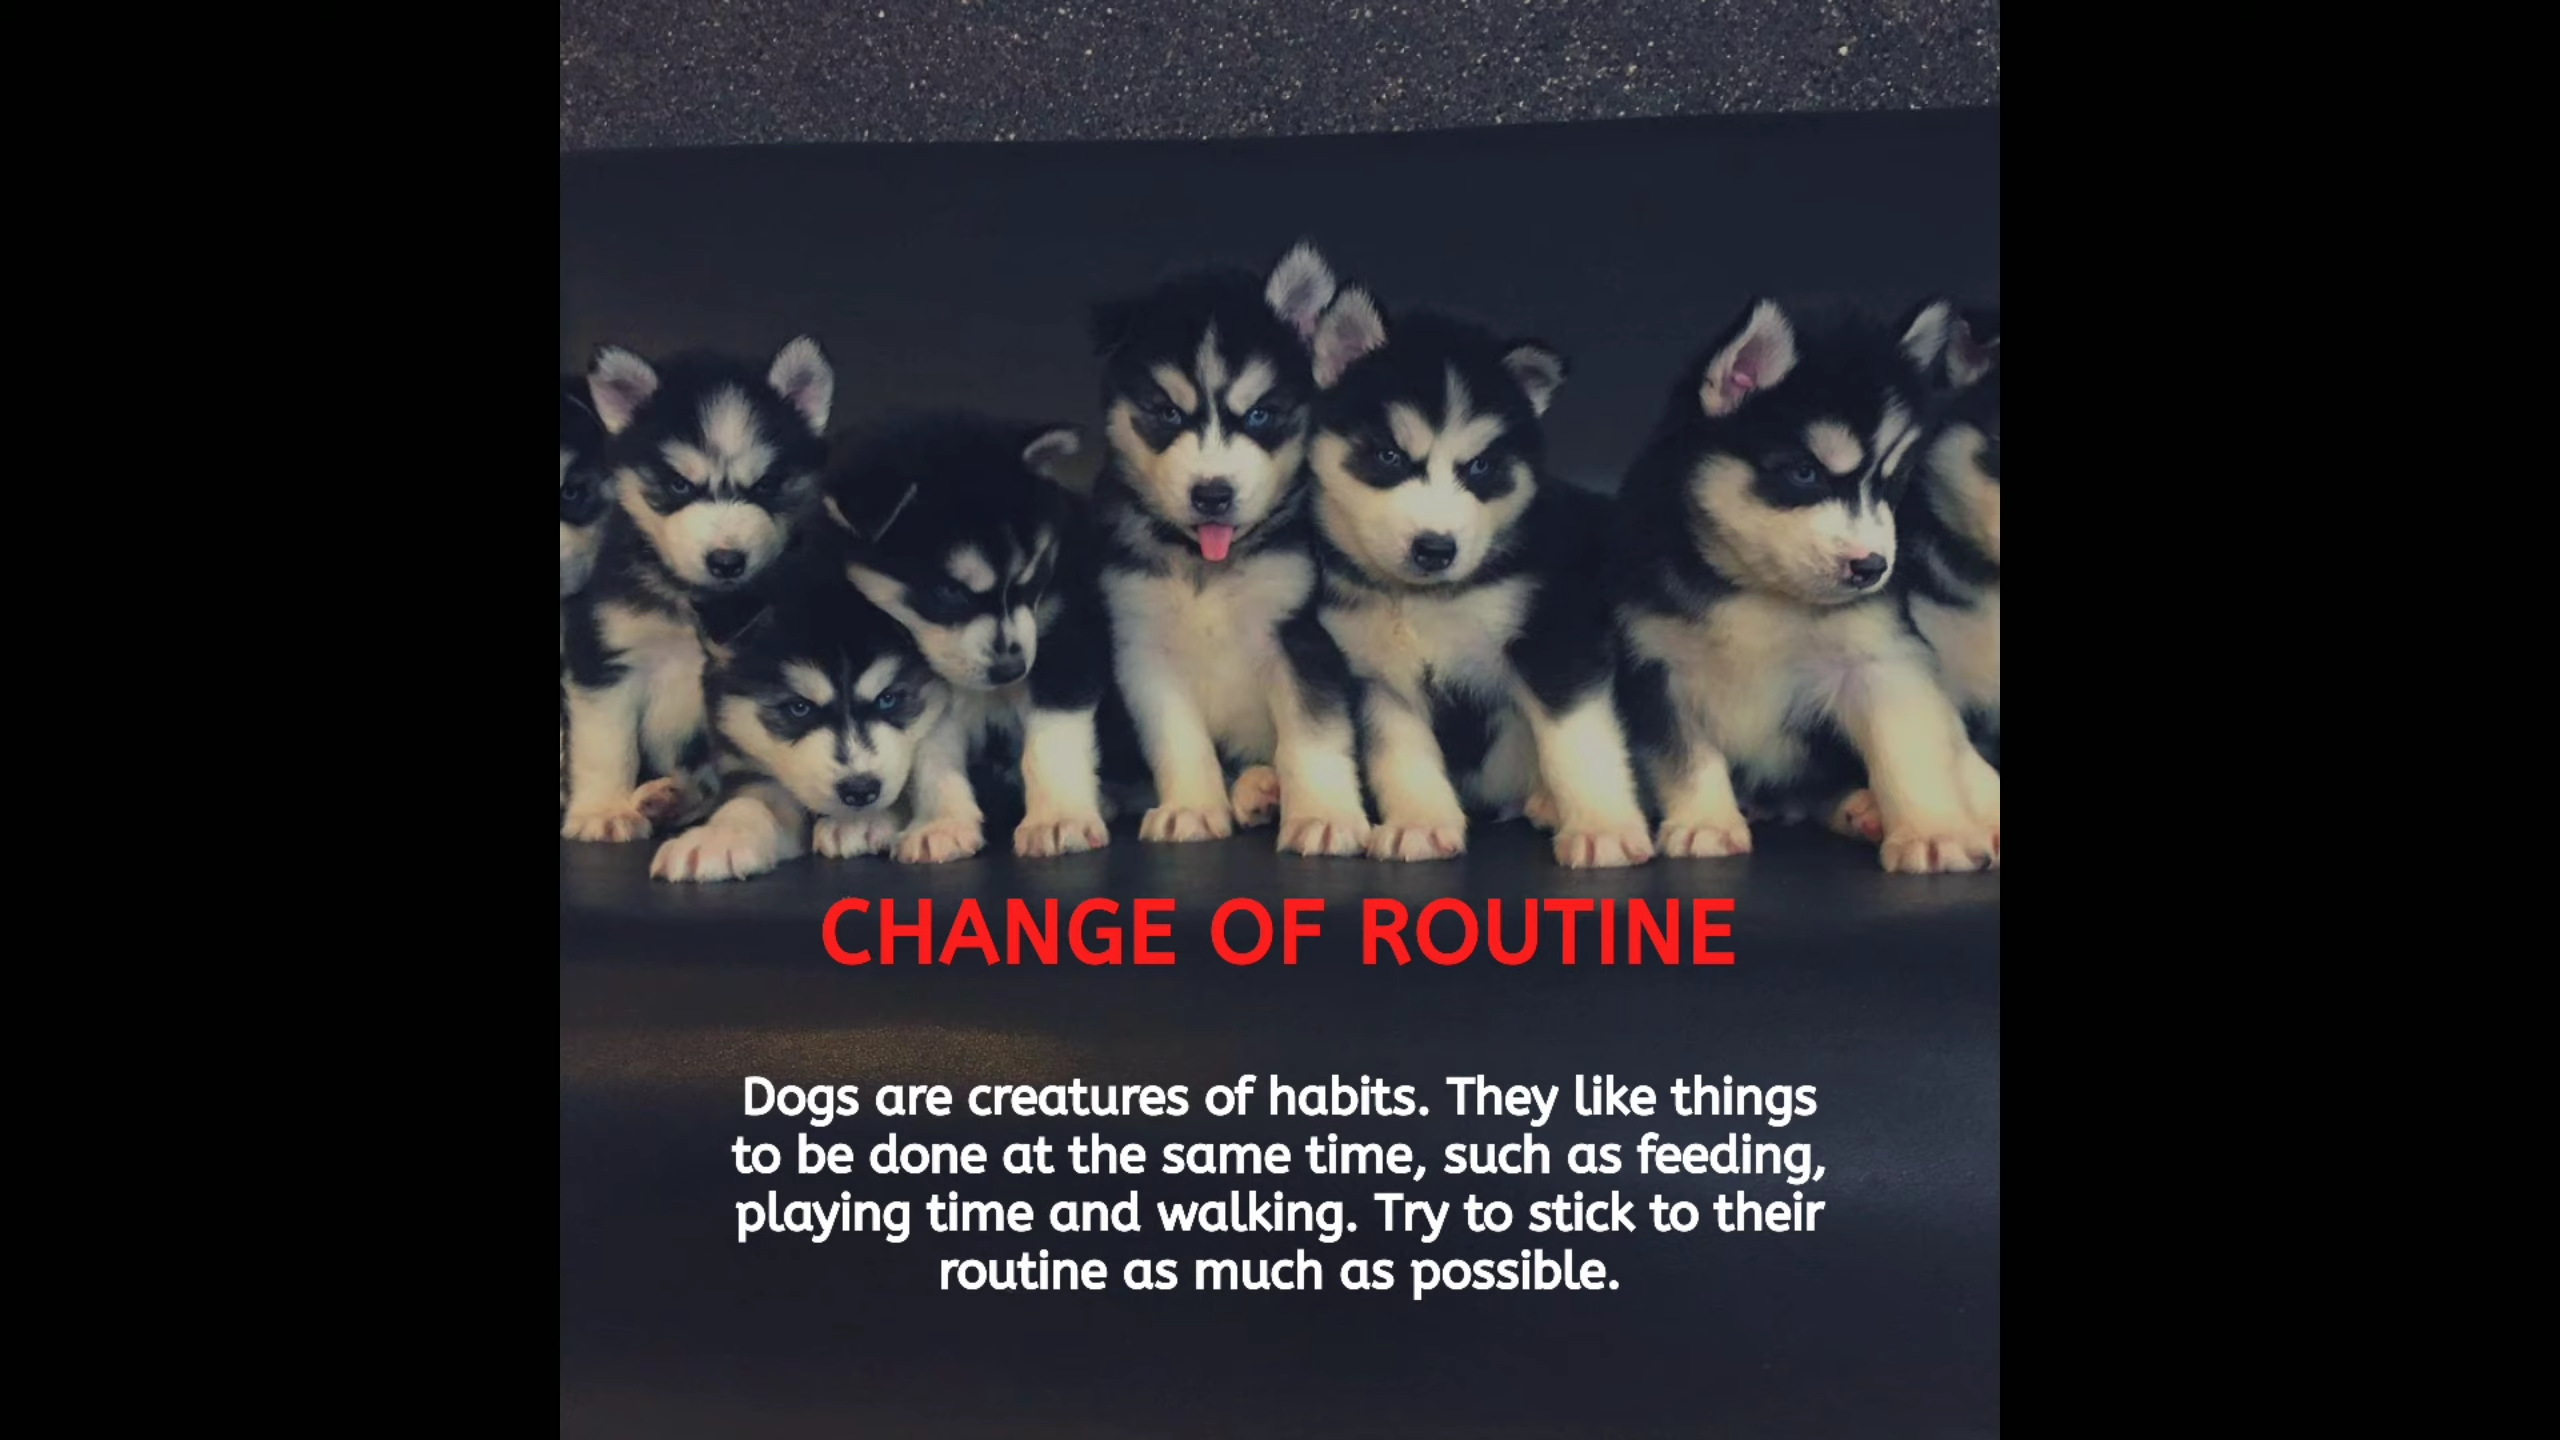 CHANGE OF ROUTINE
Dogs are creatures of habits. They like things
to be done at the same time, such as feeding,
playing time and walking. Try to stick to their
routine as much as possible.